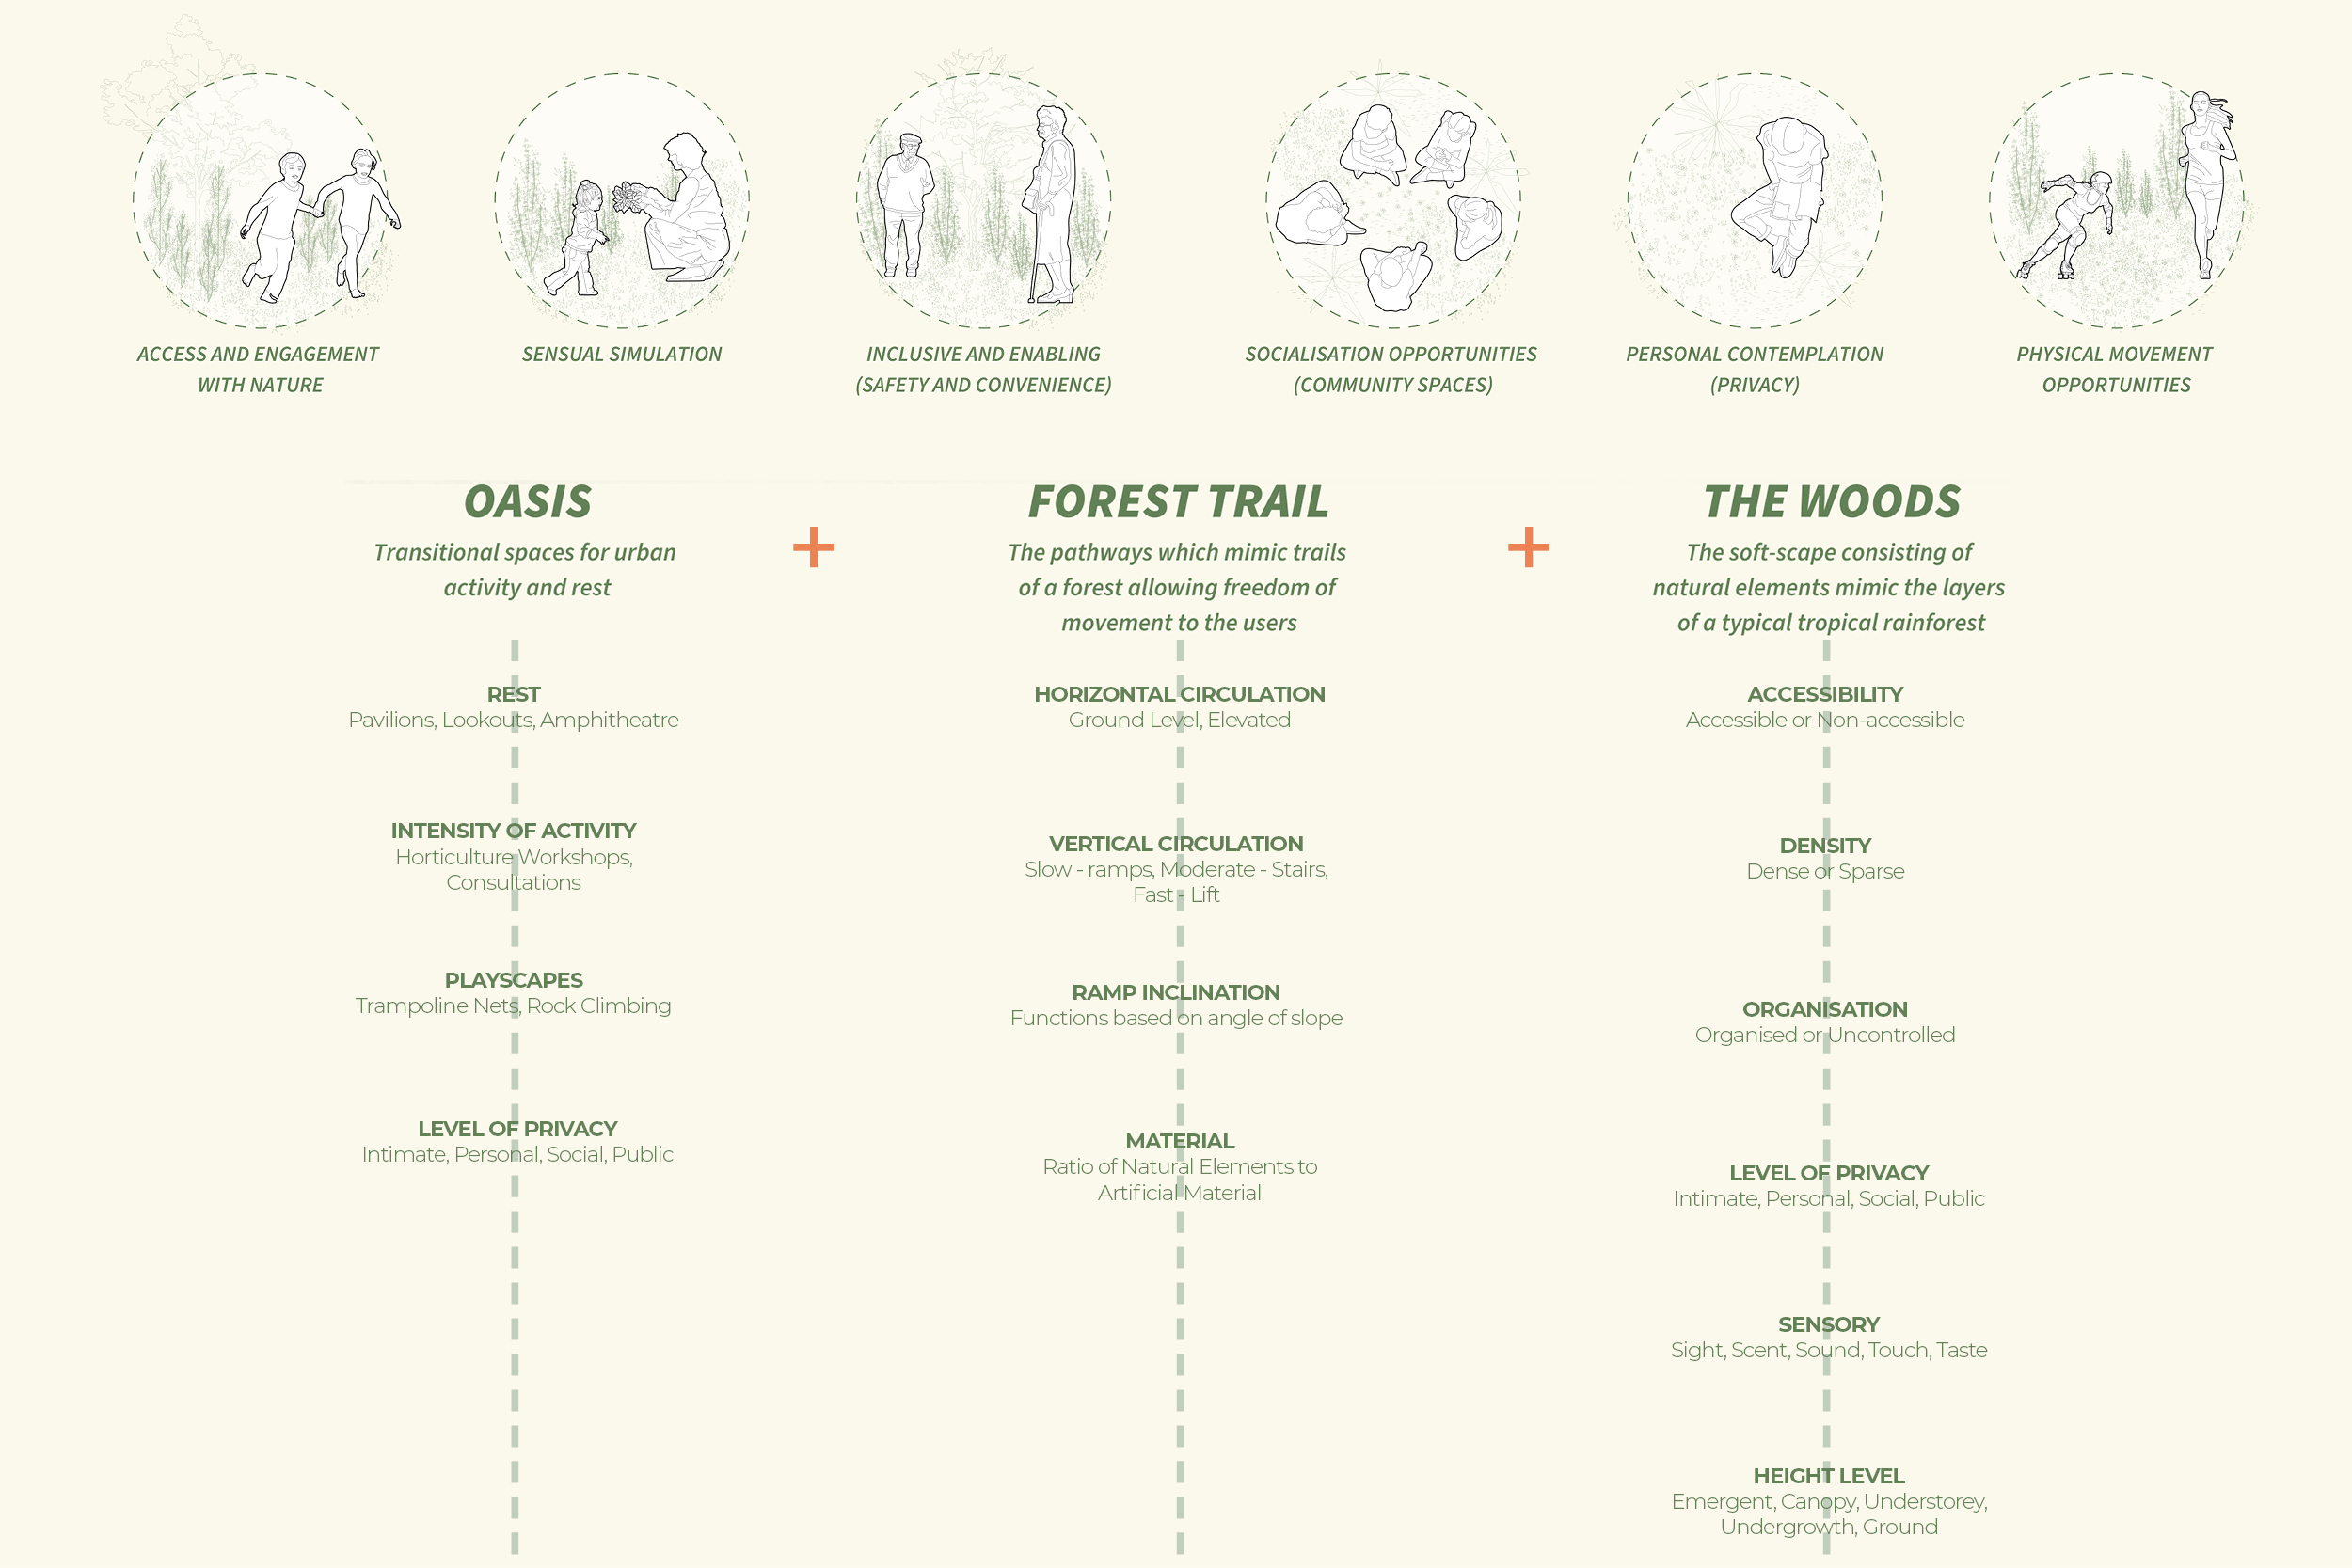 ACCESS AND ENGAGEMENT
WITH NATURE
SENSUAL SIMULATION
INCLUSIVE AND ENABLING
(SAFETY AND CONVENIENCE)
SOCIALISATION OPPORTUNITIES
(COMMUNITY SPACES)
PERSONAL CONTEMPLATION
(PRIVACY)
PHYSICAL MOVEMENT
OPPORTUNITIES
OASIS
Transitional spaces for urban
activity and rest
REST
Pavilions, Lookouts, Amphitheatre
INTENSITY OF ACTIVITY
Horticulture Workshops,
Consultations
PLAYSCAPES
Trampoline Nets, Rock Climbing
LEVEL OF PRIVACY
Intimate, Personal, Social, Public
+
FOREST TRAIL
The pathways which mimic trails
of a forest allowing freedom of
movement to the users
HORIZONTAL CIRCULATION
Ground Level, Elevated
VERTICAL CIRCULATION
Slow - ramps, Moderate - Stairs,
Fast - Lift
RAMP INCLINATION
Functions based on angle of slope
MATERIAL
Ratio of Natural Elements to
Artificial Material
+
THE WOODS
The soft-scape consisting of
natural elements mimic the layers
of a typical tropical rainforest
ACCESSIBILITY
Accessible or Non-accessible
DENSITY
Dense or Sparse
ORGANISATION
Organised or Uncontrolled
LEVEL OF PRIVACY
Intimate, Personal, Social, Public
SENSORY
Sight, Scent, Sound, Touch, Taste
HEIGHT LEVEL
Emergent, Canopy, Understorey,
Undergrowth, Ground